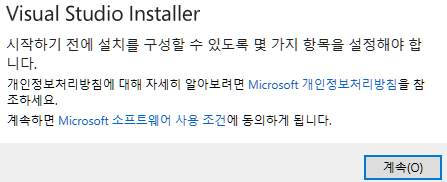 Visual Studio Installer
시작하기 전에 설치를 구성할 수 있도록 몇 가지 항목을 설정해야 합
니다.
개인정보처리방침에 대해 자세히 알아보려면 Microsoft 개인정보처리방침을 참
조하세요.
계속하면 Microsoft 소프트웨어 사용 조건에 동의하게 됩니다.
계속(O)